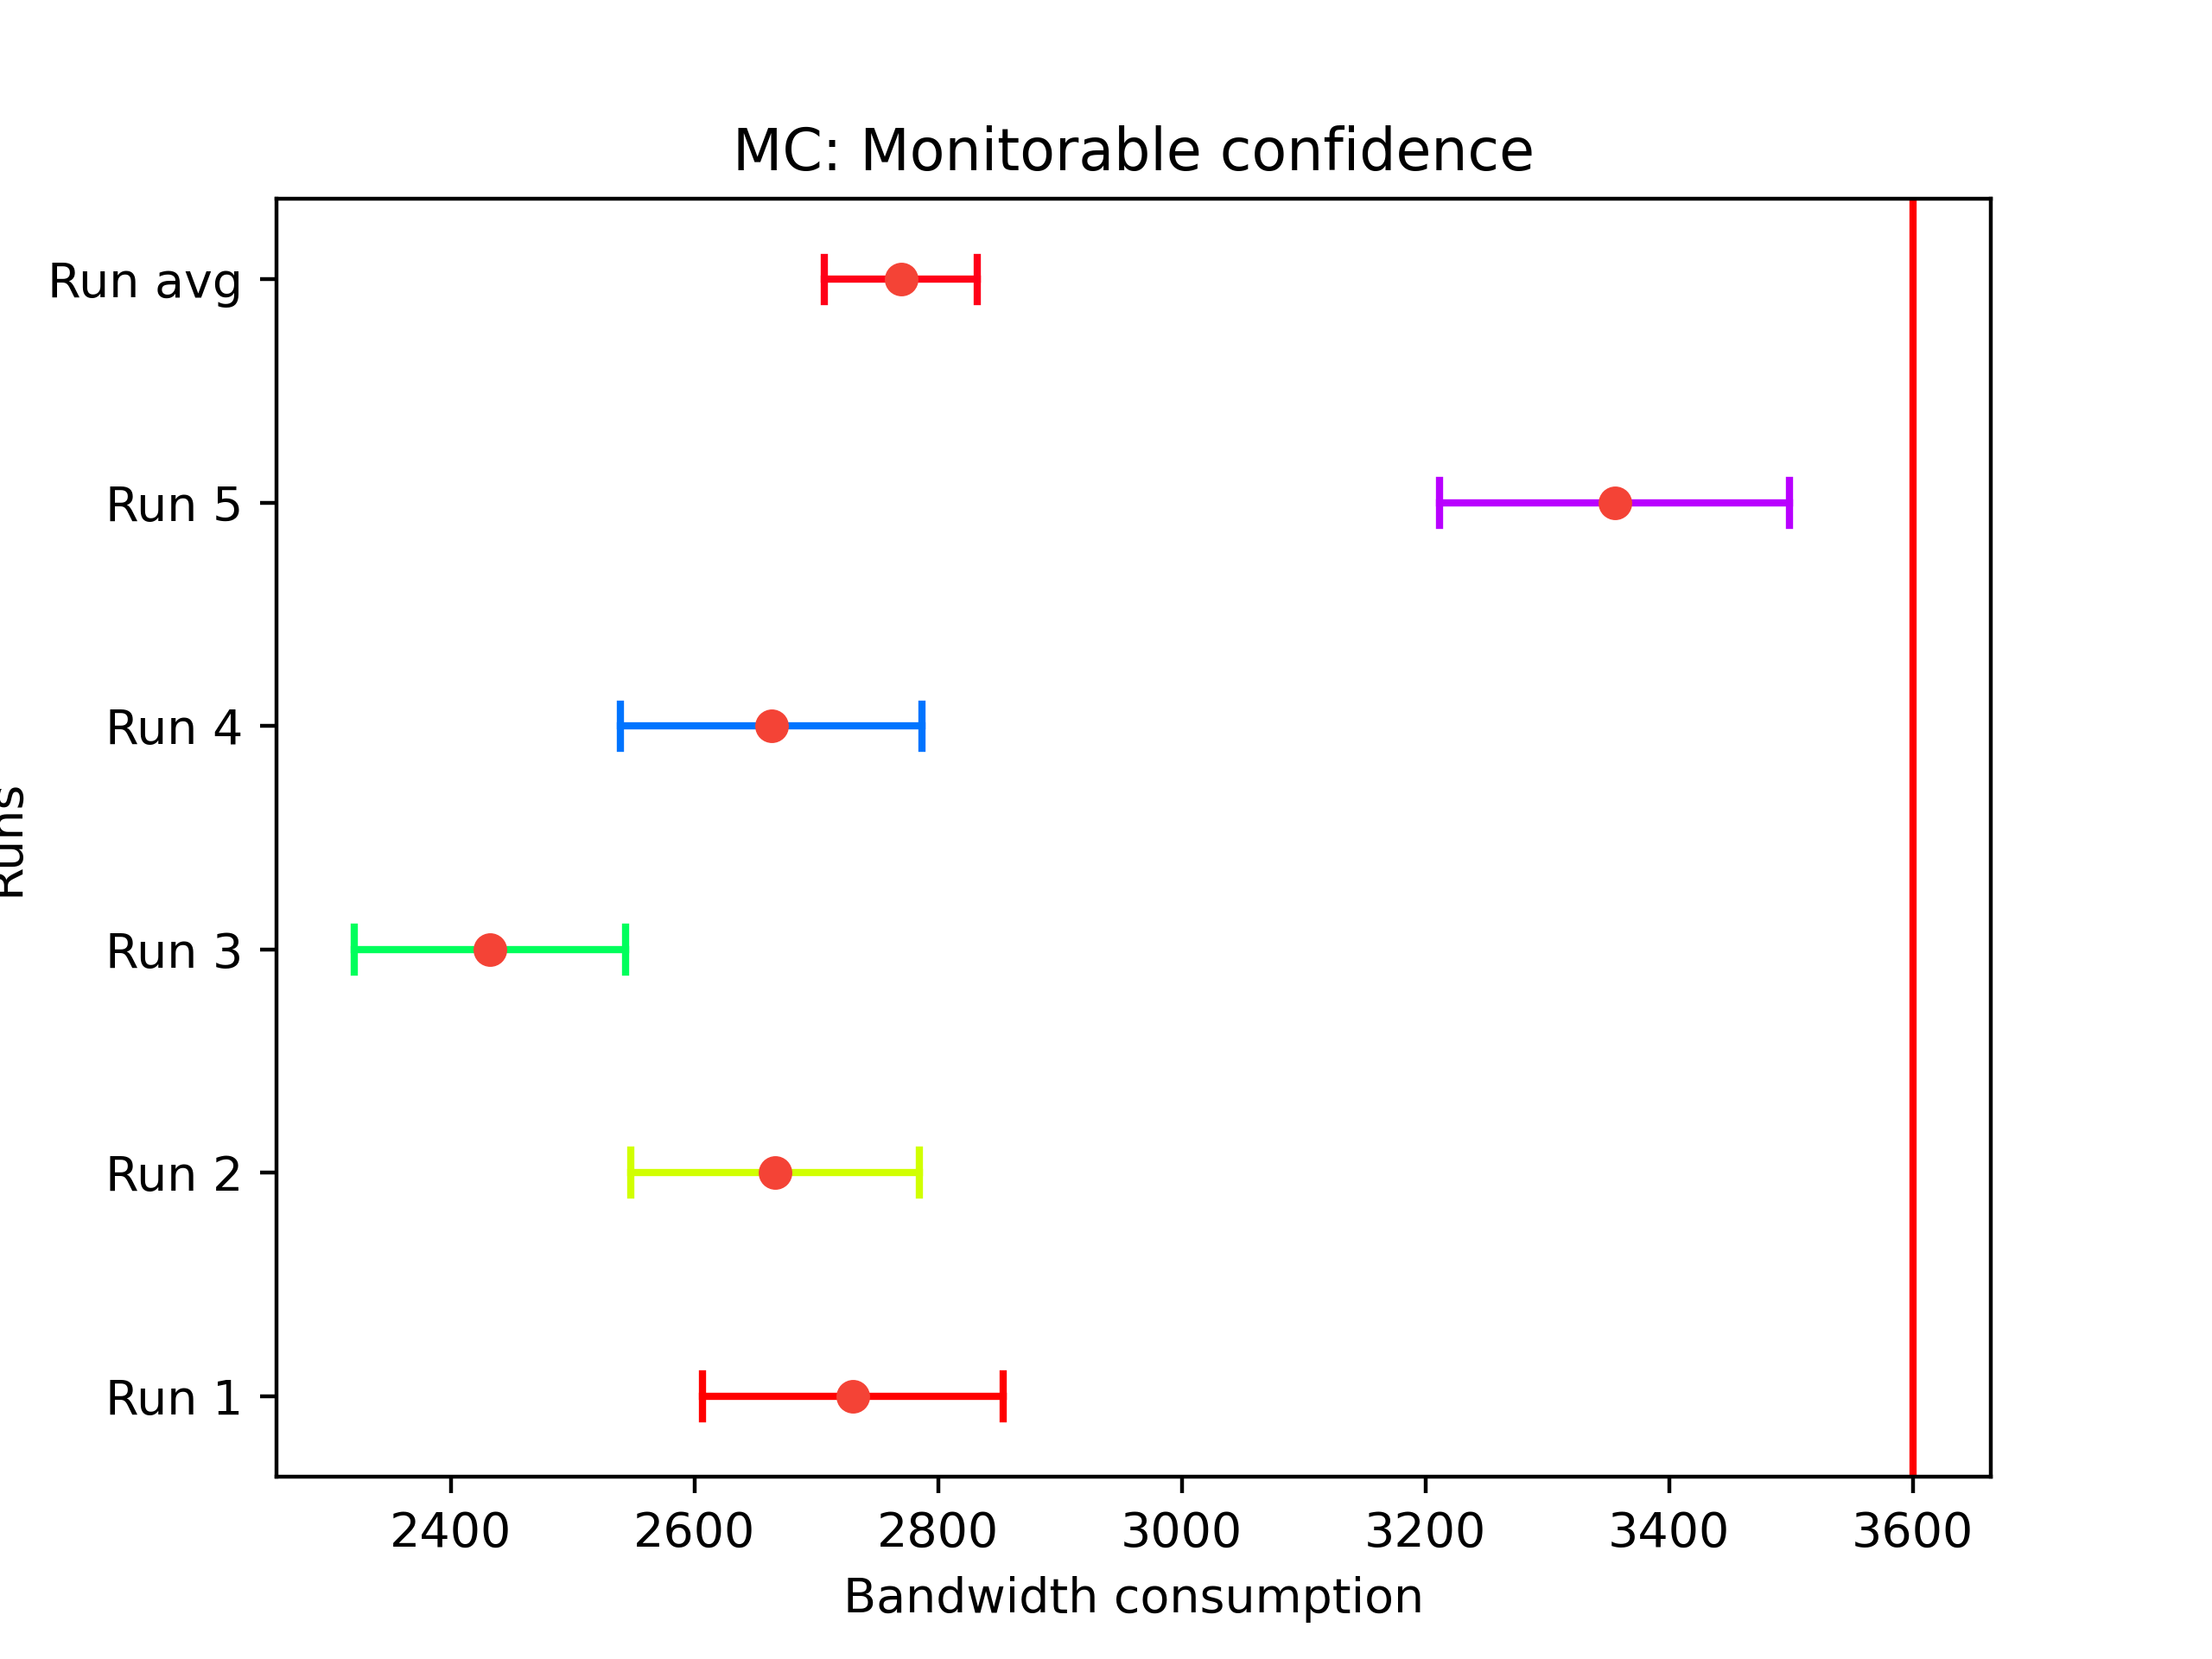 MC: Monitorable confidence
Run avg
Run 5
Run 4
Run 3
Run 2
Run 1
Runs
2400 2600 2800 3000 3200 3400 3600
Bandwidth consumption